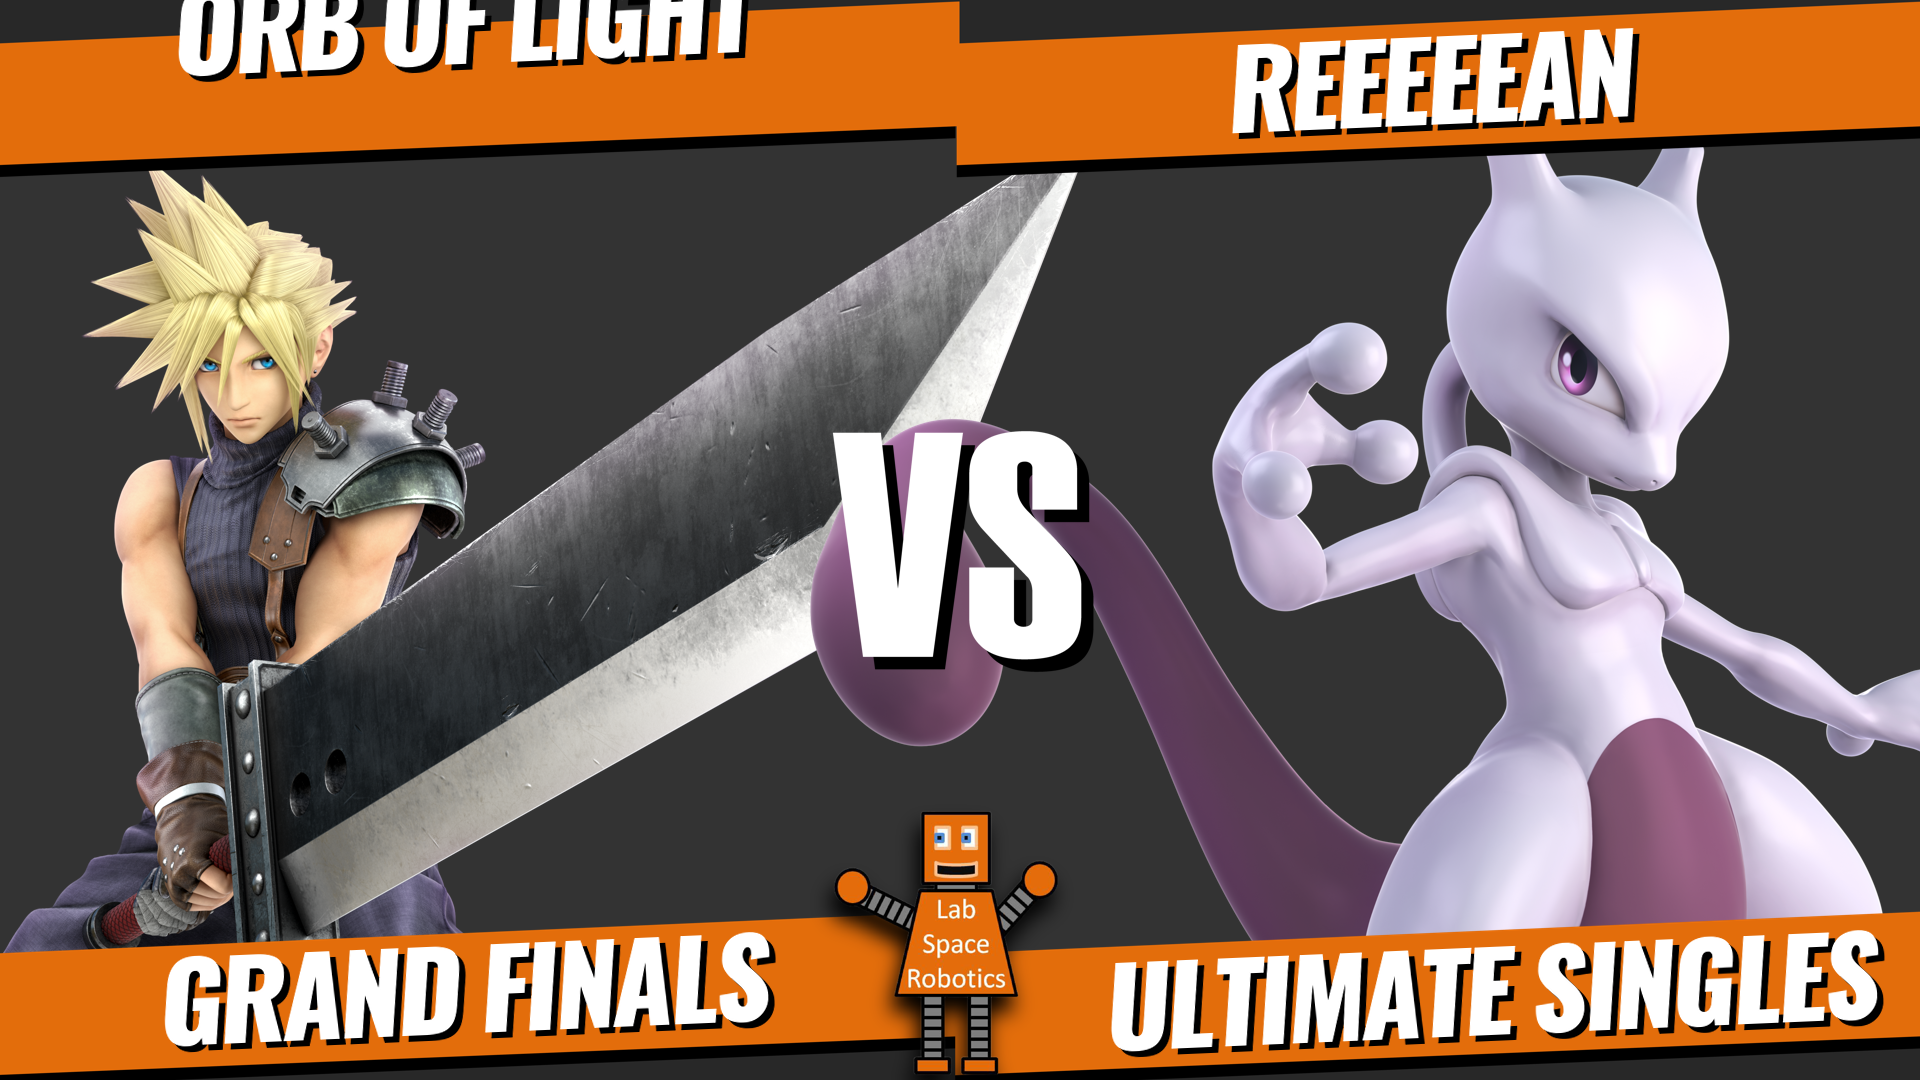 ORB OF LIGHT
REEEEEAN
VS
Lab
Space
Robotics
GRAND FINALS
ULTIMATE SINGLES